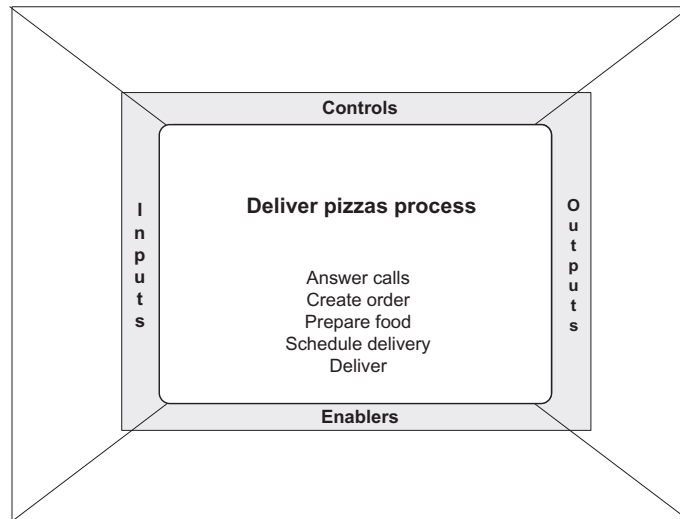 Controls
Inputs
Deliver pizzas process
Outputs
Answer calls
Create order
Prepare food
Schedule delivery
Deliver
Enablers